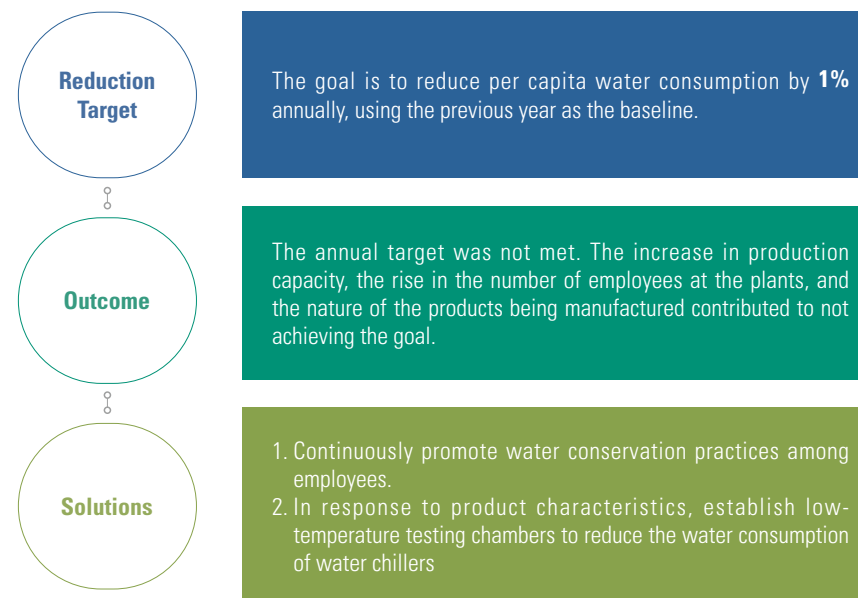 Reduction
Target
The goal is to reduce per capita water consumption by 1%
annually, using the previous year as the baseline.
Outcome
The annual target was not met. The increase in production
capacity, the rise in the number of employees at the plants, and
the nature of the products being manufactured contributed to not
achieving the goal.
Solutions
1. Continuously promote water conservation practices among
employees.
2. In response to product characteristics, establish low-
temperature testing chambers to reduce the water consumption
of water chillers